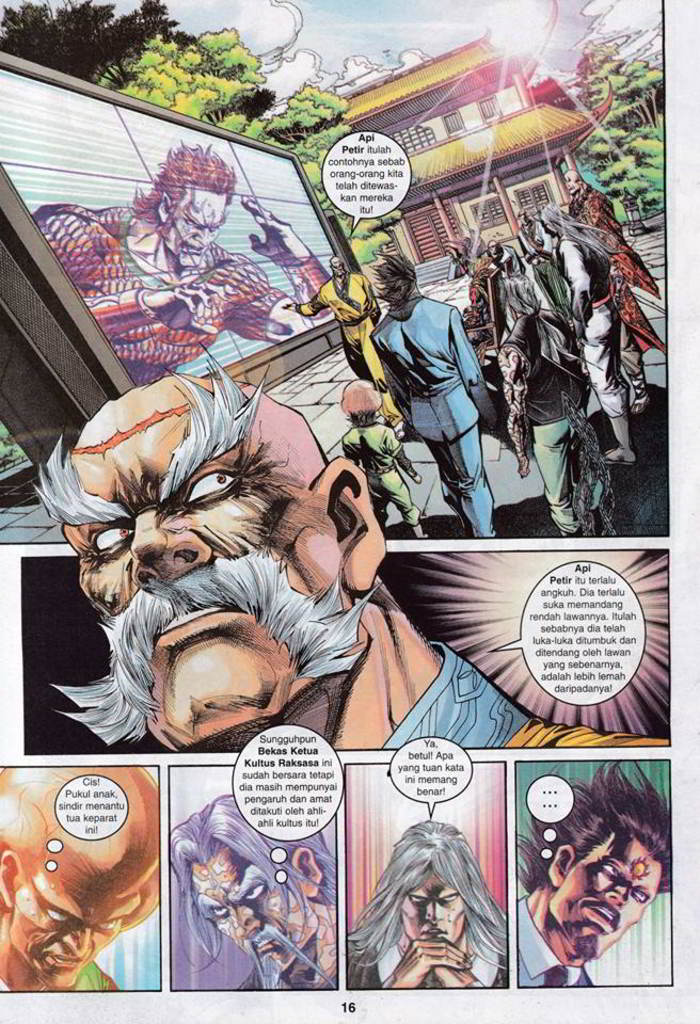 Api
Petir itulah
contohnya sebab
orang-orang kita
telah ditewas-
kan mereka
itu!
Api
Petir itu terlalu
angkuh. Dia terlalu
suka memandang
rendah lawannya. Itulah
sebabnya dia telah
luka-luka ditumbuk dan
ditendang oleh lawan
yang sebenarnya,
adalah lebih lemah
daripadanya!
Cis!
Pukul anak,
sindir menantu
tua keparat
ini!
Sungguhpun
Bekas Ketua
Kultus Raksasa ini
sudah bersara tetapi
dia masih mempunyai
pengaruh dan amat
ditakuti oleh ahli-
ahli kultus itu!
Ya,
betul! Apa
yang tuan kata
ini memang
benar!
...
...
16